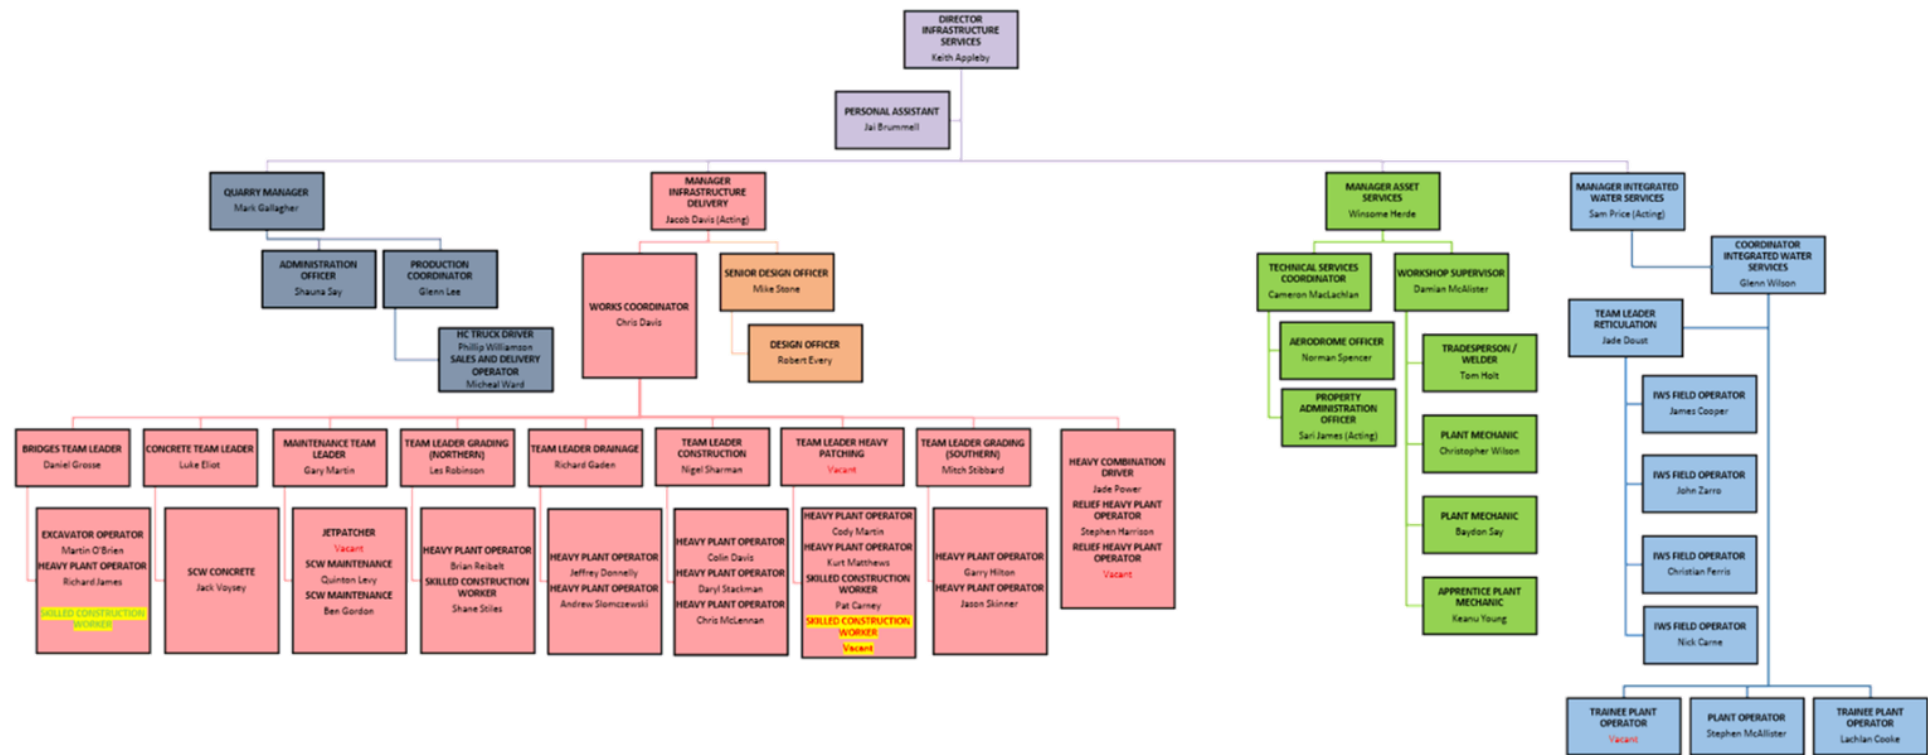 DIRECTOR
INFRASTRUCTURE
SERVICES
Keith Appleby
PERSONAL ASSISTANT
Jai Brummell
QUARRY MANAGER
Mark Gallagher
MANAGER
INFRASTRUCTURE
DELIVERY
Jacob Davis (Acting)
MANAGER ASSET
SERVICES
Winsome Herde
MANAGER INTEGRATED
WATER SERVICES
Sam Price (Acting)
ADMINISTRATION
OFFICER
Shauna Say
PRODUCTION
COORDINATOR
Glenn Lee
HC TRUCK DRIVER
Phillip Williamson
SALES AND DELIVERY
OPERATOR
Micheal Ward
WORKS COORDINATOR
Chris Davis
SENIOR DESIGN OFFICER
Mike Stone
DESIGN OFFICER
Robert Every
TECHNICAL SERVICES
COORDINATOR
Cameron MacLachlan
WORKSHOP SUPERVISOR
Damian McAlister
AERODROME OFFICER
Norman Spencer
PROPERTY
ADMINISTRATION
OFFICER
Sari James (Acting)
TRADESPERSON /
WELDER
Tom Holt
PLANT MECHANIC
Christopher Wilson
PLANT MECHANIC
Baydon Say
APPRENTICE PLANT
MECHANIC
Keanu Young
COORDINATOR
INTEGRATED WATER
SERVICES
Glenn Wilson
TEAM LEADER
RETICULATION
Jade Doust
IWS FIELD OPERATOR
James Cooper
IWS FIELD OPERATOR
John Zarro
IWS FIELD OPERATOR
Christian Ferris
IWS FIELD OPERATOR
Nick Carne
TRAINEE PLANT
OPERATOR
Vacant
PLANT OPERATOR
Stephen McAllister
TRAINEE PLANT
OPERATOR
Lachlan Cooke
BRIDGES TEAM LEADER
Daniel Grosse
CONCRETE TEAM LEADER
Luke Eliot
MAINTENANCE TEAM
LEADER
Gary Martin
TEAM LEADER GRADING
(NORTHERN)
Les Robinson
TEAM LEADER DRAINAGE
Richard Gaden
TEAM LEADER
CONSTRUCTION
Nigel Sharman
TEAM LEADER HEAVY
PATCHING
Vacant
TEAM LEADER GRADING
(SOUTHERN)
Mitch Stibbard
HEAVY COMBINATION
DRIVER
Jade Power
RELIEF HEAVY PLANT
OPERATOR
Stephen Harrison
RELIEF HEAVY PLANT
OPERATOR
Vacant
EXCAVATOR OPERATOR
Martin O'Brien
HEAVY PLANT OPERATOR
Richard James
SKILLED CONSTRUCTION
WORKER
SCW CONCRETE
Jack Voysey
JETPATCHER
Vacant
SCW MAINTENANCE
Quinton Levy
SCW MAINTENANCE
Ben Gordon
HEAVY PLANT OPERATOR
Brian Reibelt
SKILLED CONSTRUCTION
WORKER
Shane Stiles
HEAVY PLANT OPERATOR
Jeffrey Donnelly
HEAVY PLANT OPERATOR
Andrew Slomczewski
HEAVY PLANT OPERATOR
Colin Davis
HEAVY PLANT OPERATOR
Daryl Stackman
HEAVY PLANT OPERATOR
Chris McLennan
HEAVY PLANT OPERATOR
Cody Martin
HEAVY PLANT OPERATOR
Kurt Matthews
SKILLED CONSTRUCTION
WORKER
Pat Carney
SKILLED CONSTRUCTION
WORKER
Vacant
HEAVY PLANT OPERATOR
Garry Hilton
HEAVY PLANT OPERATOR
Jason Skinner